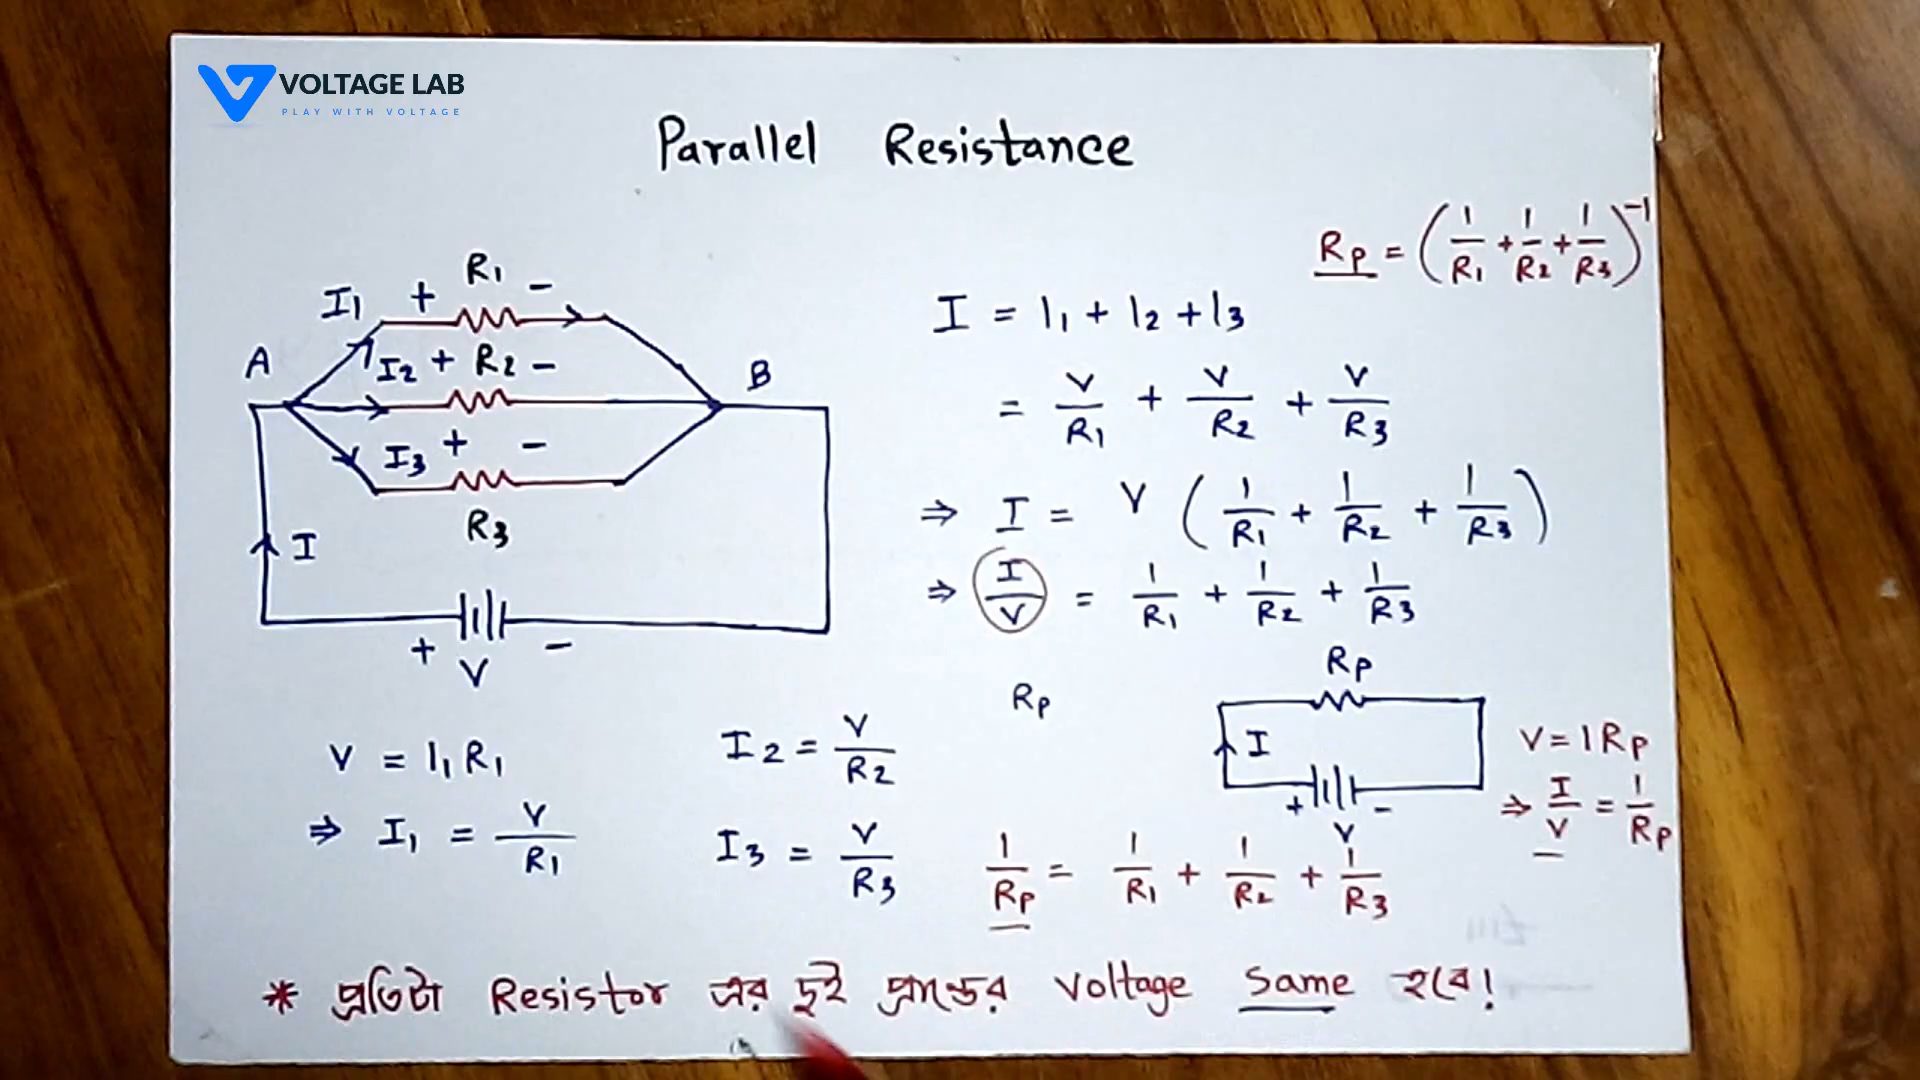 VOLTAGE LAB
PLAY WITH VOLTAGE
Parallel Resistance
Rp = (1/R1 + 1/R2 + 1/R3)^-1
I1 + R1 -
A I2 + R2 - B
I3 + -
R3
I
+ V -
I = I1 + I2 + I3
= V/R1 + V/R2 + V/R3
⇒ I = V (1/R1 + 1/R2 + 1/R3)
⇒ I/V = 1/R1 + 1/R2 + 1/R3
Rp
Rp
I
+ V -
V = IRp
⇒ I/V = 1/Rp
V = I1R1
⇒ I1 = V/R1
I2 = V/R2
I3 = V/R3
1/Rp = 1/R1 + 1/R2 + 1/R3
* প্রতিটা Resistor এর দুই প্রান্তের voltage same হবে!